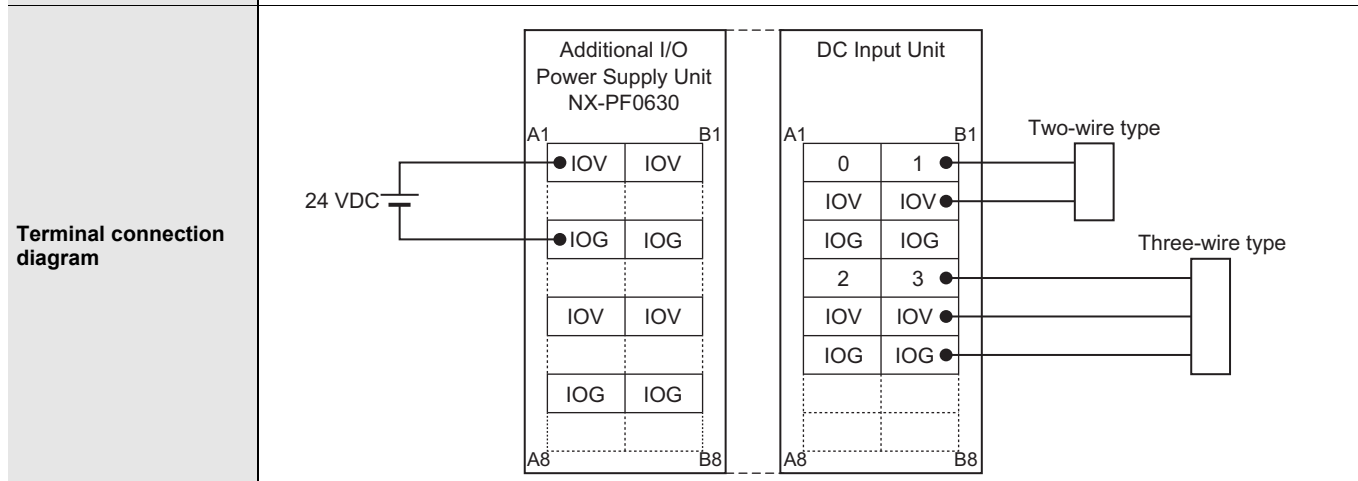 Terminal connection
diagram
24 VDC
Additional I/O
Power Supply Unit
NX-PF0630
A1 B1
IOV IOV
IOG IOG
IOV IOV
IOG IOG
A8 B8
DC Input Unit
A1 B1
0 1
IOV IOV
IOG IOG
2 3
IOV IOV
IOG IOG
A8 B8
Two-wire type
Three-wire type